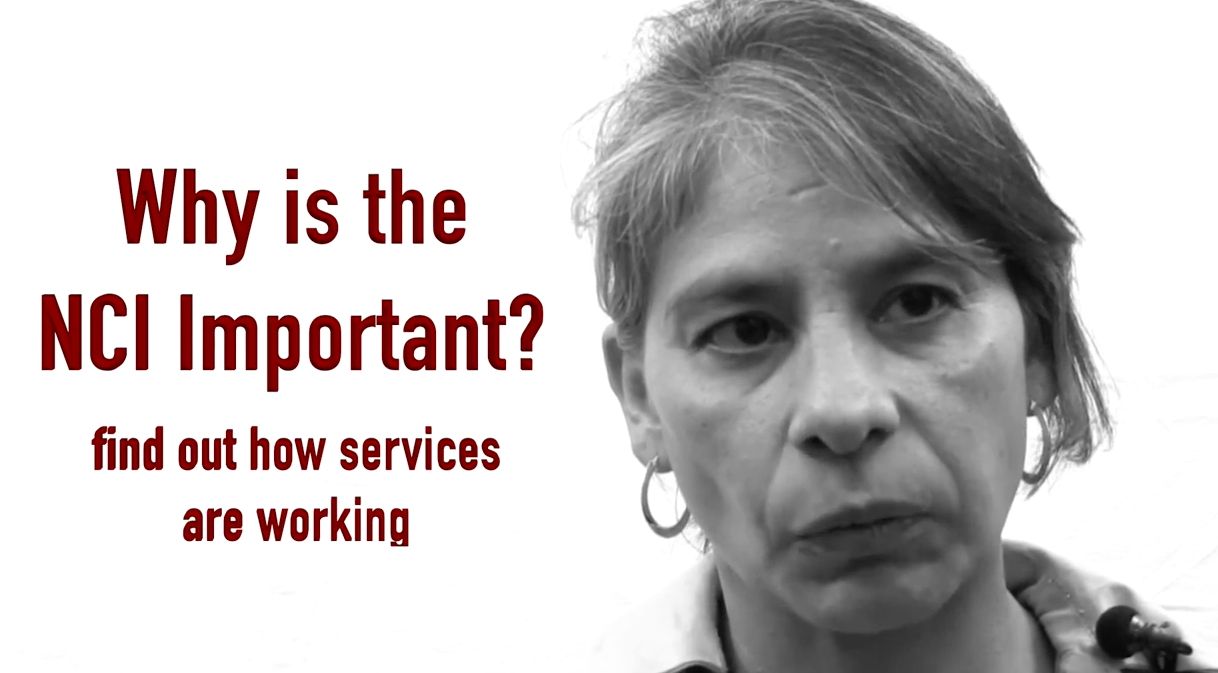 Why is the
NCI Important?
find out how services
are working